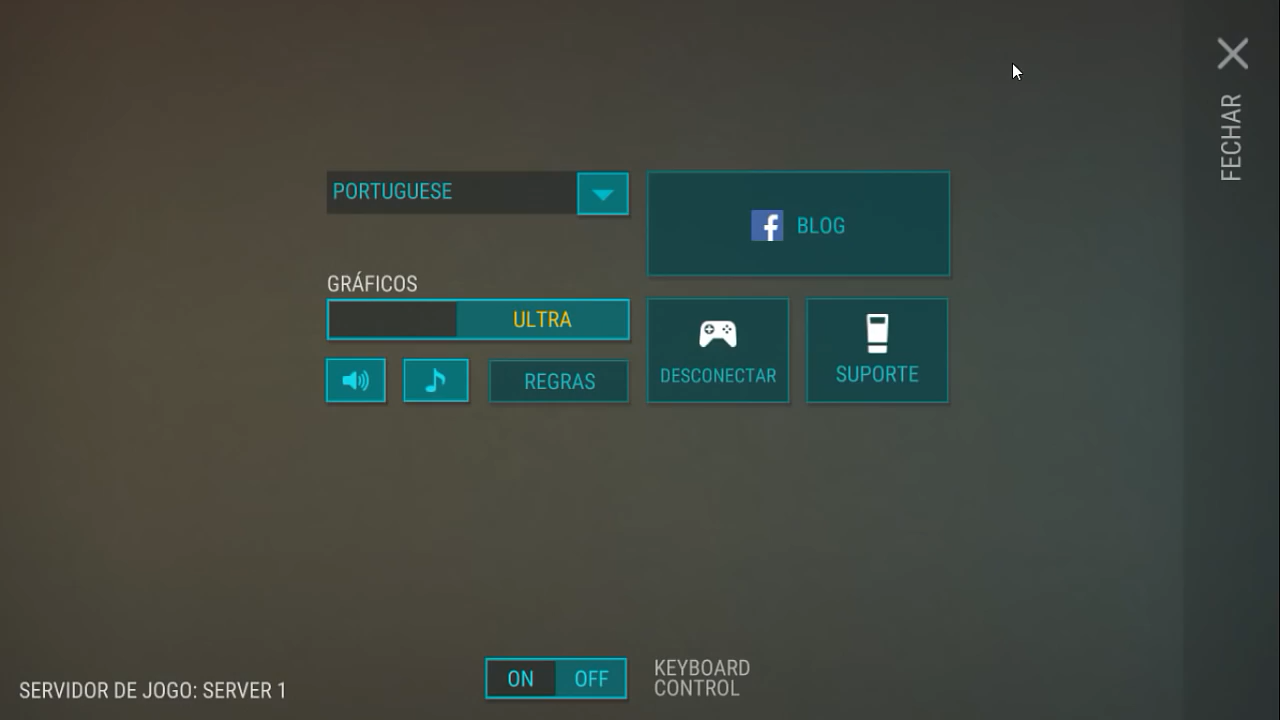 FECHAR
PORTUGUESE
BLOG
GRÁFICOS
ULTRA
REGRAS
DESCONECTAR
SUPORTE
SERVIDOR DE JOGO: SERVER 1
ON OFF
KEYBOARD
CONTROL